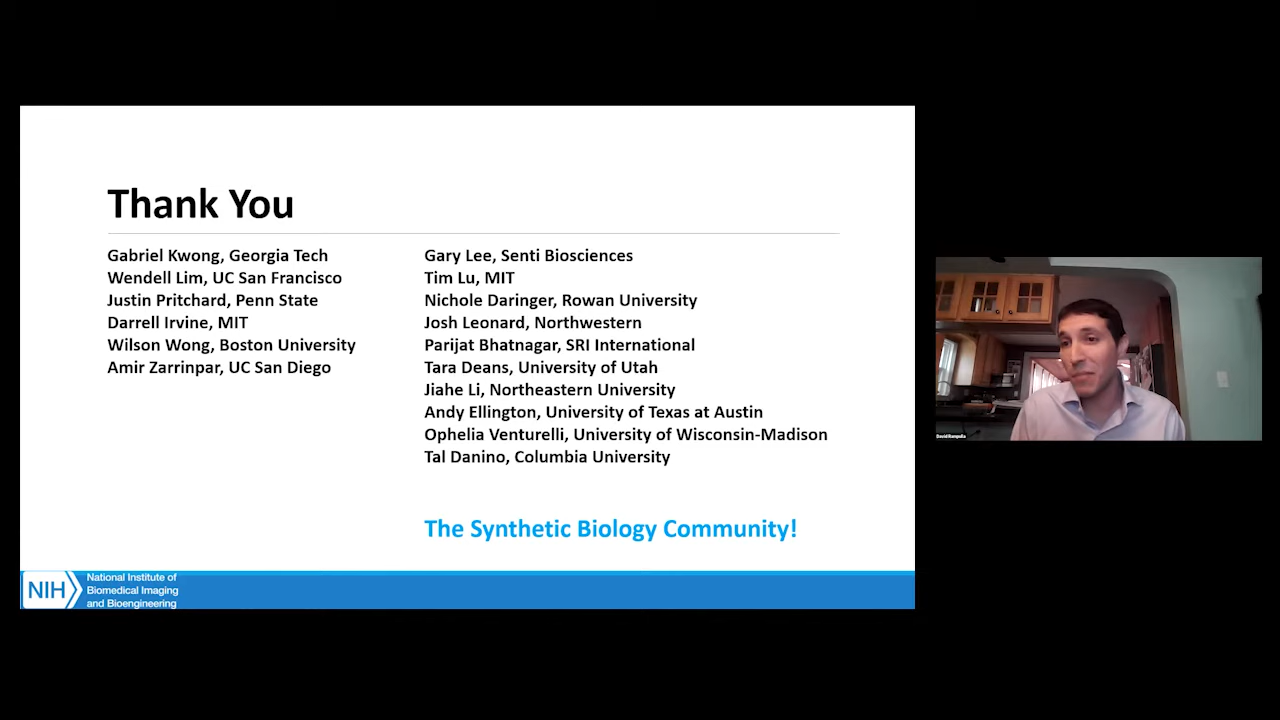 Thank You
Gabriel Kwong, Georgia Tech
Wendell Lim, UC San Francisco
Justin Pritchard, Penn State
Darrell Irvine, MIT
Wilson Wong, Boston University
Amir Zarrinpar, UC San Diego
Gary Lee, Senti Biosciences
Tim Lu, MIT
Nichole Daringer, Rowan University
Josh Leonard, Northwestern
Parijat Bhatnagar, SRI International
Tara Deans, University of Utah
Jiahe Li, Northeastern University
Andy Ellington, University of Texas at Austin
Ophelia Venturelli, University of Wisconsin-Madison
Tal Danino, Columbia University
The Synthetic Biology Community!
NIH
National Institute of
Biomedical Imaging
and Bioengineering
David Rampulla